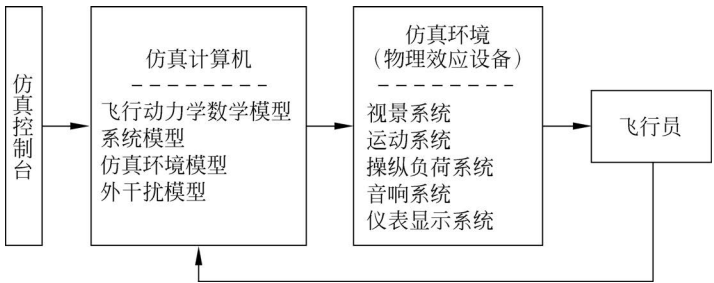 仿真控制台
仿真计算机
飞行动力学数学模型
系统模型
仿真环境模型
外干扰模型
仿真环境
（物理效应设备）
视景系统
运动系统
操纵负荷系统
音响系统
仪表显示系统
飞行员